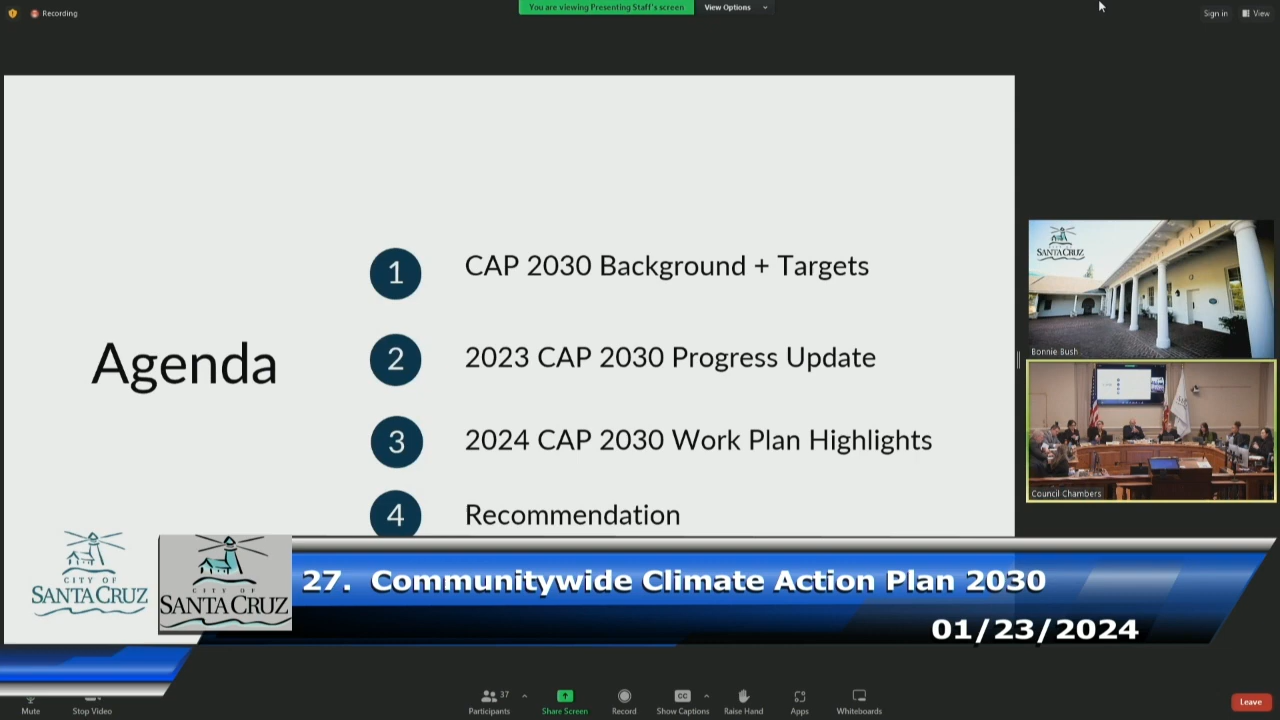 Recording
You are viewing Presenting Staff's screen
View Options
Sign in
View
Agenda
1
CAP 2030 Background + Targets
2
2023 CAP 2030 Progress Update
3
2024 CAP 2030 Work Plan Highlights
4
Recommendation
SANTA CRUZ
HALL
Bonnie Bush
Council Chambers
CITY OF
SANTA CRUZ
CITY OF
SANTA CRUZ
27. Communitywide Climate Action Plan 2030
01/23/2024
Mute
Stop Video
Participants
37
Share Screen
Record
CC
Show Captions
Raise Hand
Apps
Whiteboards
Leave